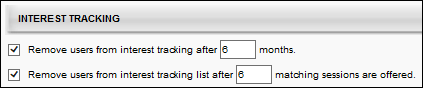 INTEREST TRACKING
Remove users from interest tracking after 6 months.
Remove users from interest tracking list after 6 matching sessions are offered.